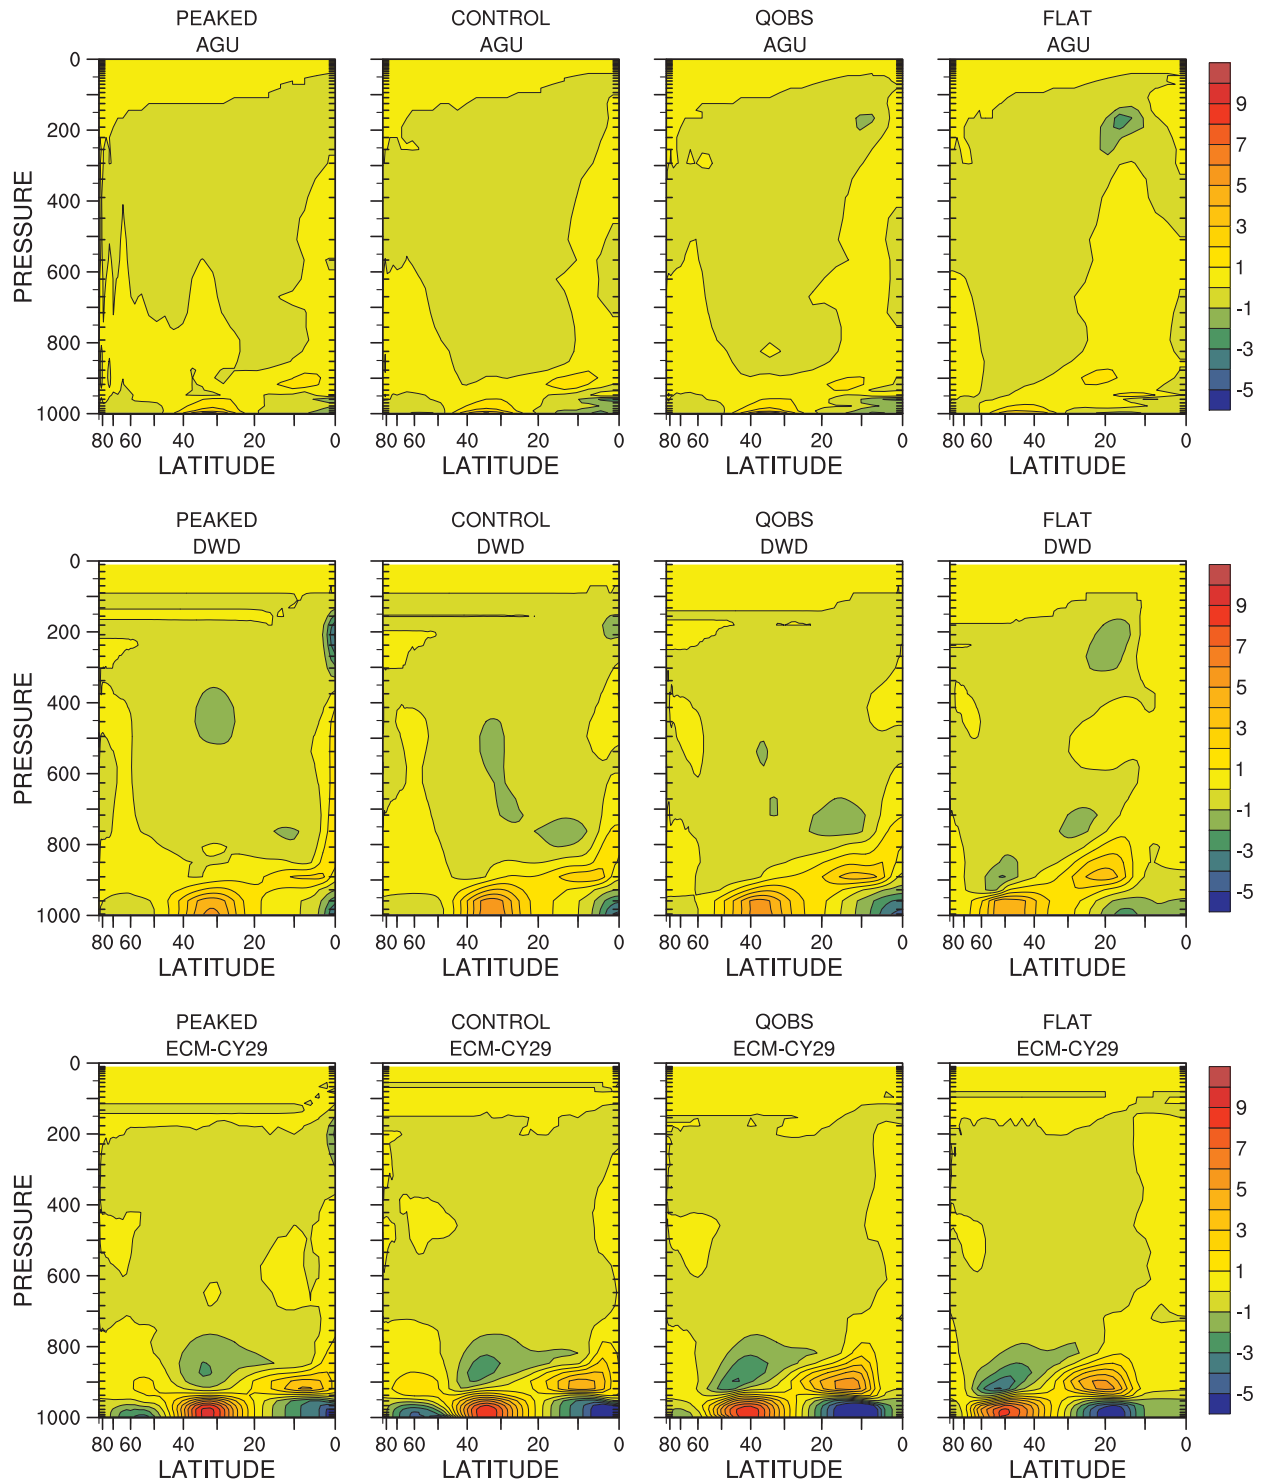 PEAKED CONTROL QOBS FLAT
AGU AGU AGU AGU
0
200
400
600
800
1000
PRESSURE
80 60 40 20 0 80 60 40 20 0 80 60 40 20 0 80 60 40 20 0
LATITUDE LATITUDE LATITUDE LATITUDE
9
7
5
3
1
-1
-3
-5
PEAKED CONTROL QOBS FLAT
DWD DWD DWD DWD
0
200
400
600
800
1000
PRESSURE
80 60 40 20 0 80 60 40 20 0 80 60 40 20 0 80 60 40 20 0
LATITUDE LATITUDE LATITUDE LATITUDE
9
7
5
3
1
-1
-3
-5
PEAKED CONTROL QOBS FLAT
ECM-CY29 ECM-CY29 ECM-CY29 ECM-CY29
0
200
400
600
800
1000
PRESSURE
80 60 40 20 0 80 60 40 20 0 80 60 40 20 0 80 60 40 20 0
LATITUDE LATITUDE LATITUDE LATITUDE
9
7
5
3
1
-1
-3
-5